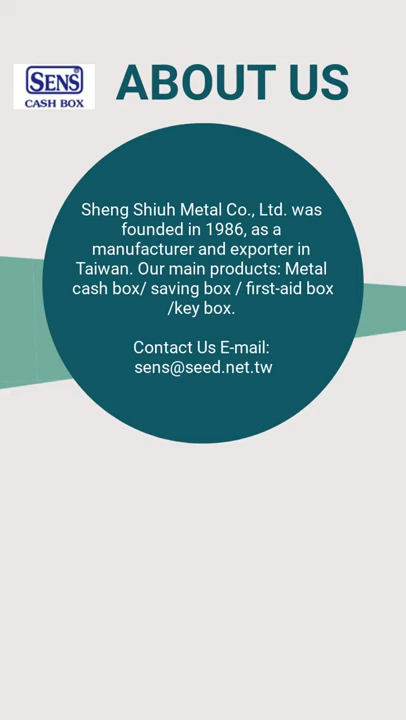 SENS®
CASH BOX
ABOUT US
Sheng Shiuh Metal Co., Ltd. was
founded in 1986, as a
manufacturer and exporter in
Taiwan. Our main products: Metal
cash box/ saving box / first-aid box
/key box.
Contact Us E-mail:
sens@seed.net.tw